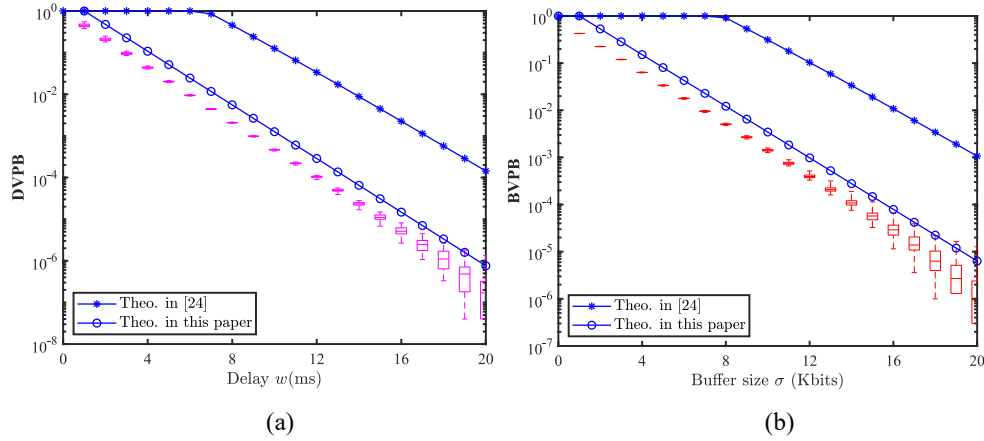 10^0
10^-2
10^-4
10^-6
10^-8
DVPB
Theo. in [24]
Theo. in this paper
0 4 8 12 16 20
Delay w(ms)
(a)
10^0
10^-1
10^-2
10^-3
10^-4
10^-5
10^-6
10^-7
BVPB
Theo. in [24]
Theo. in this paper
0 4 8 12 16 20
Buffer size σ (Kbits)
(b)